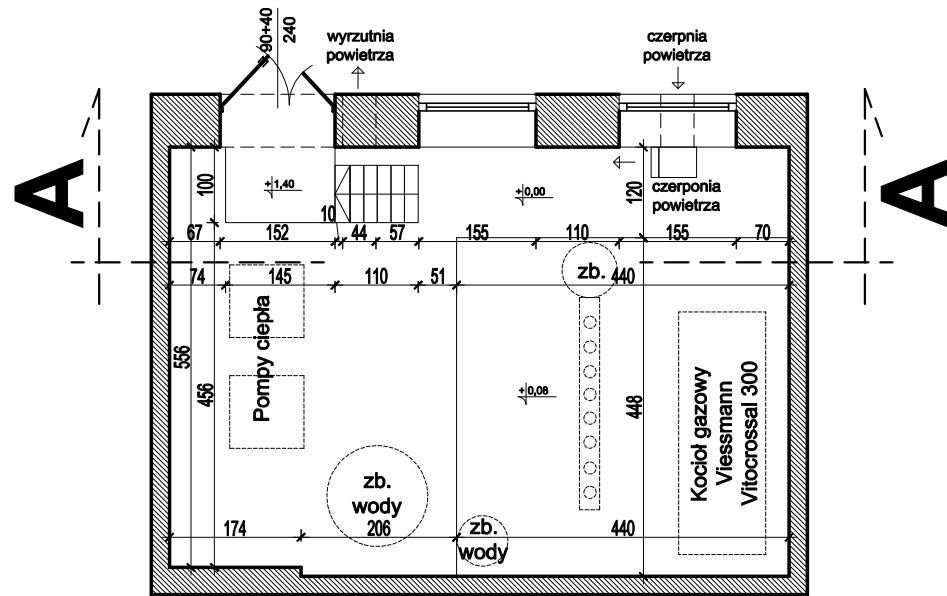 90+40
240
wyrzutnia
powietrza
czerpnia
powietrza
A
A
100
+1,40
+0,00
120
czerponia
powietrza
10
67
152
44
57
155
110
155
70
zb.
74
145
110
51
440
Pompy ciepła
556
456
+0,08
448
Kocioł gazowy
Viessmann
Vitocrossal 300
zb.
wody
174
206
zb.
wody
440